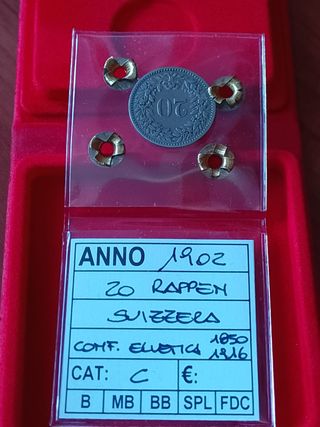 20
ANNO 1902
20 RAPPEN
SVIZZERA
CONF. ELVETICA 1850
1916
CAT: C €:
B MB BB SPL FDC